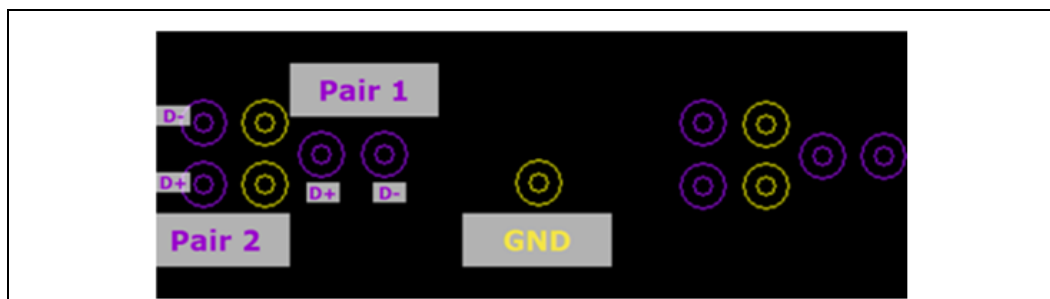 Pair 1
D-
D+
D+ D-
Pair 2
GND